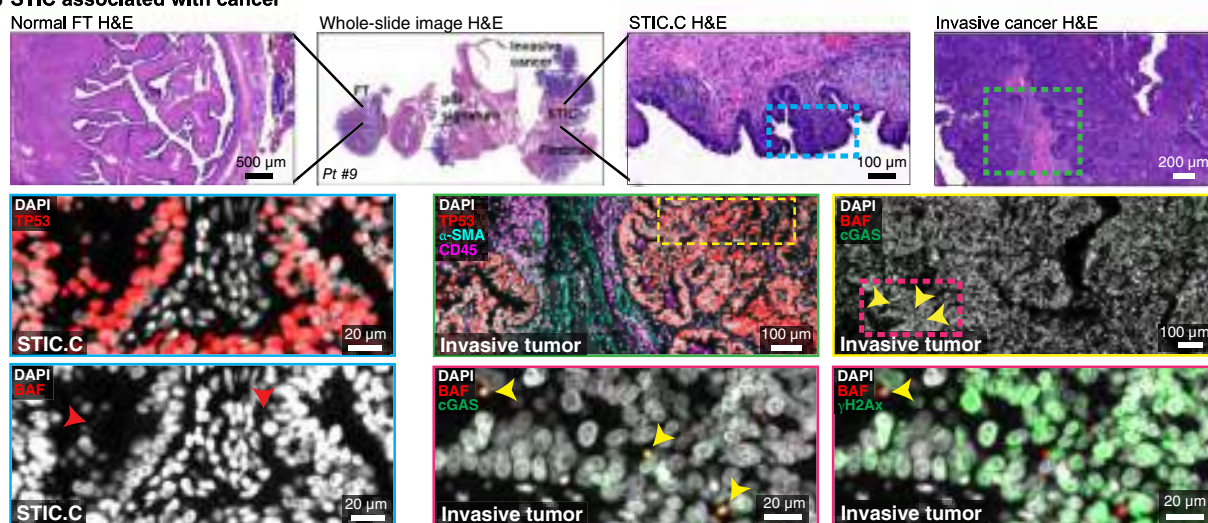 STIC associated with cancer
Normal FT H&E
Whole-slide image H&E
STIC.C H&E
Invasive cancer H&E
500 µm
FT
Invasive
cancer
p53
signature
STIC
Fimbriae
Pt #9
100 µm
200 µm
DAPI
TP53
STIC.C
20 µm
DAPI
TP53
α-SMA
CD45
Invasive tumor
100 µm
DAPI
BAF
cGAS
Invasive tumor
100 µm
DAPI
BAF
STIC.C
20 µm
DAPI
BAF
cGAS
Invasive tumor
20 µm
DAPI
BAF
γH2Ax
Invasive tumor
20 µm